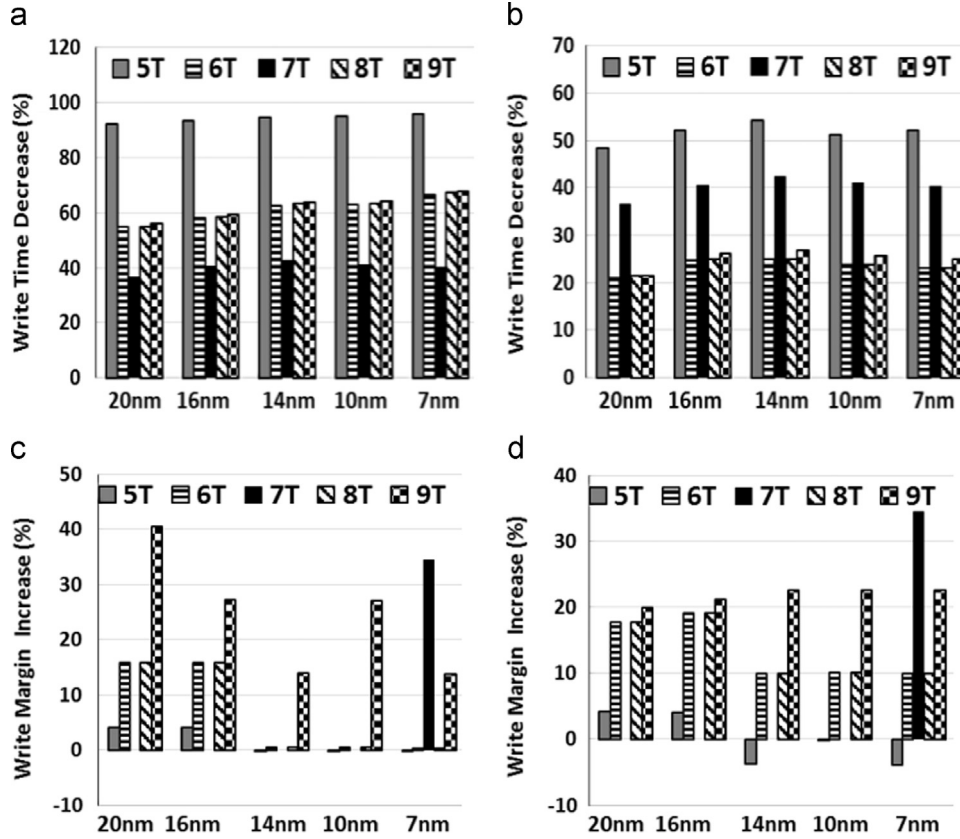 a
Write Time Decrease (%)
120
100
80
60
40
20
0
5T 6T 7T 8T 9T
20nm 16nm 14nm 10nm 7nm
b
Write Time Decrease (%)
70
60
50
40
30
20
10
0
5T 6T 7T 8T 9T
20nm 16nm 14nm 10nm 7nm
c
Write Margin Increase (%)
50
40
30
20
10
0
-10
5T 6T 7T 8T 9T
20nm 16nm 14nm 10nm 7nm
d
Write Margin Increase (%)
40
30
20
10
0
-10
5T 6T 7T 8T 9T
20nm 16nm 14nm 10nm 7nm